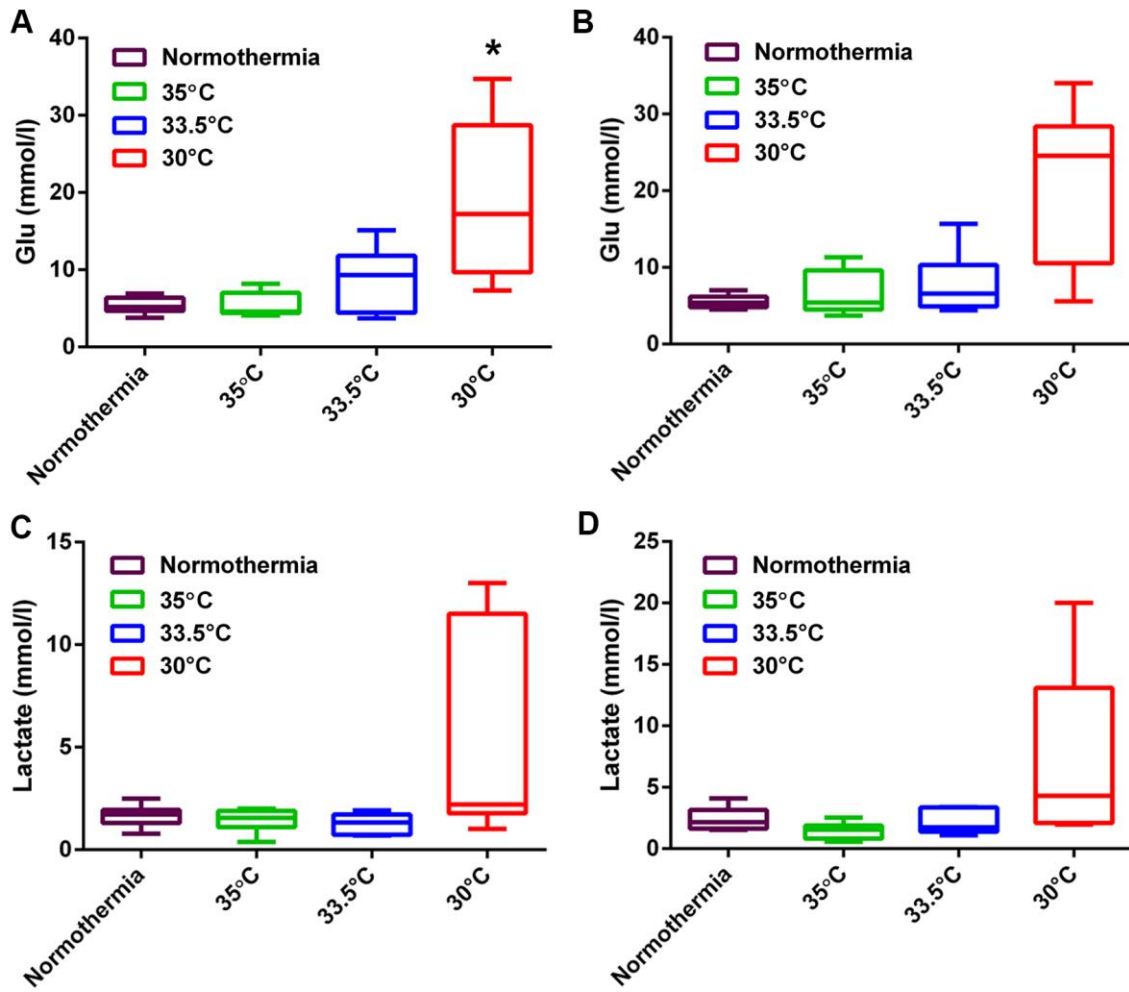 A
Glu (mmol/l)
40
30
20
10
0
*
Normothermia
35°C
33.5°C
30°C
Normothermia
35°C
33.5°C
30°C
B
Glu (mmol/l)
40
30
20
10
0
Normothermia
35°C
33.5°C
30°C
Normothermia
35°C
33.5°C
30°C
C
Lactate (mmol/l)
15
10
5
0
Normothermia
35°C
33.5°C
30°C
Normothermia
35°C
33.5°C
30°C
D
Lactate (mmol/l)
25
20
15
10
5
0
Normothermia
35°C
33.5°C
30°C
Normothermia
35°C
33.5°C
30°C